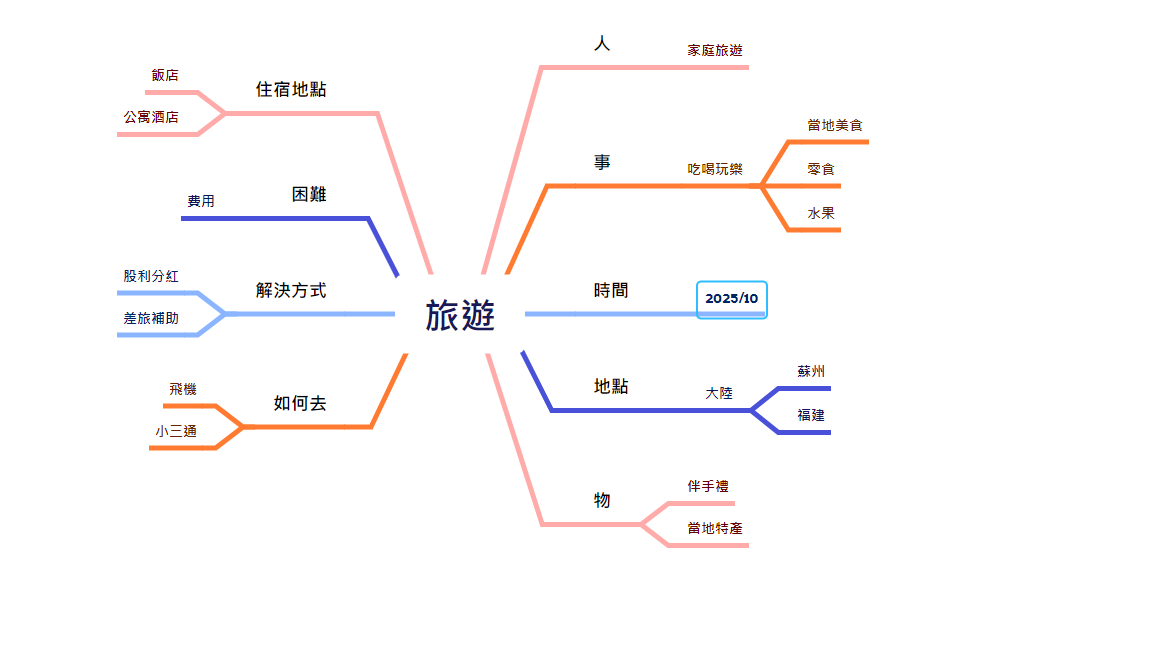 旅遊
人
家庭旅遊
事
吃喝玩樂
當地美食
零食
水果
時間
2025/10
地點
大陸
蘇州
福建
物
伴手禮
當地特產
住宿地點
飯店
公寓酒店
困難
費用
解決方式
股利分紅
差旅補助
如何去
飛機
小三通